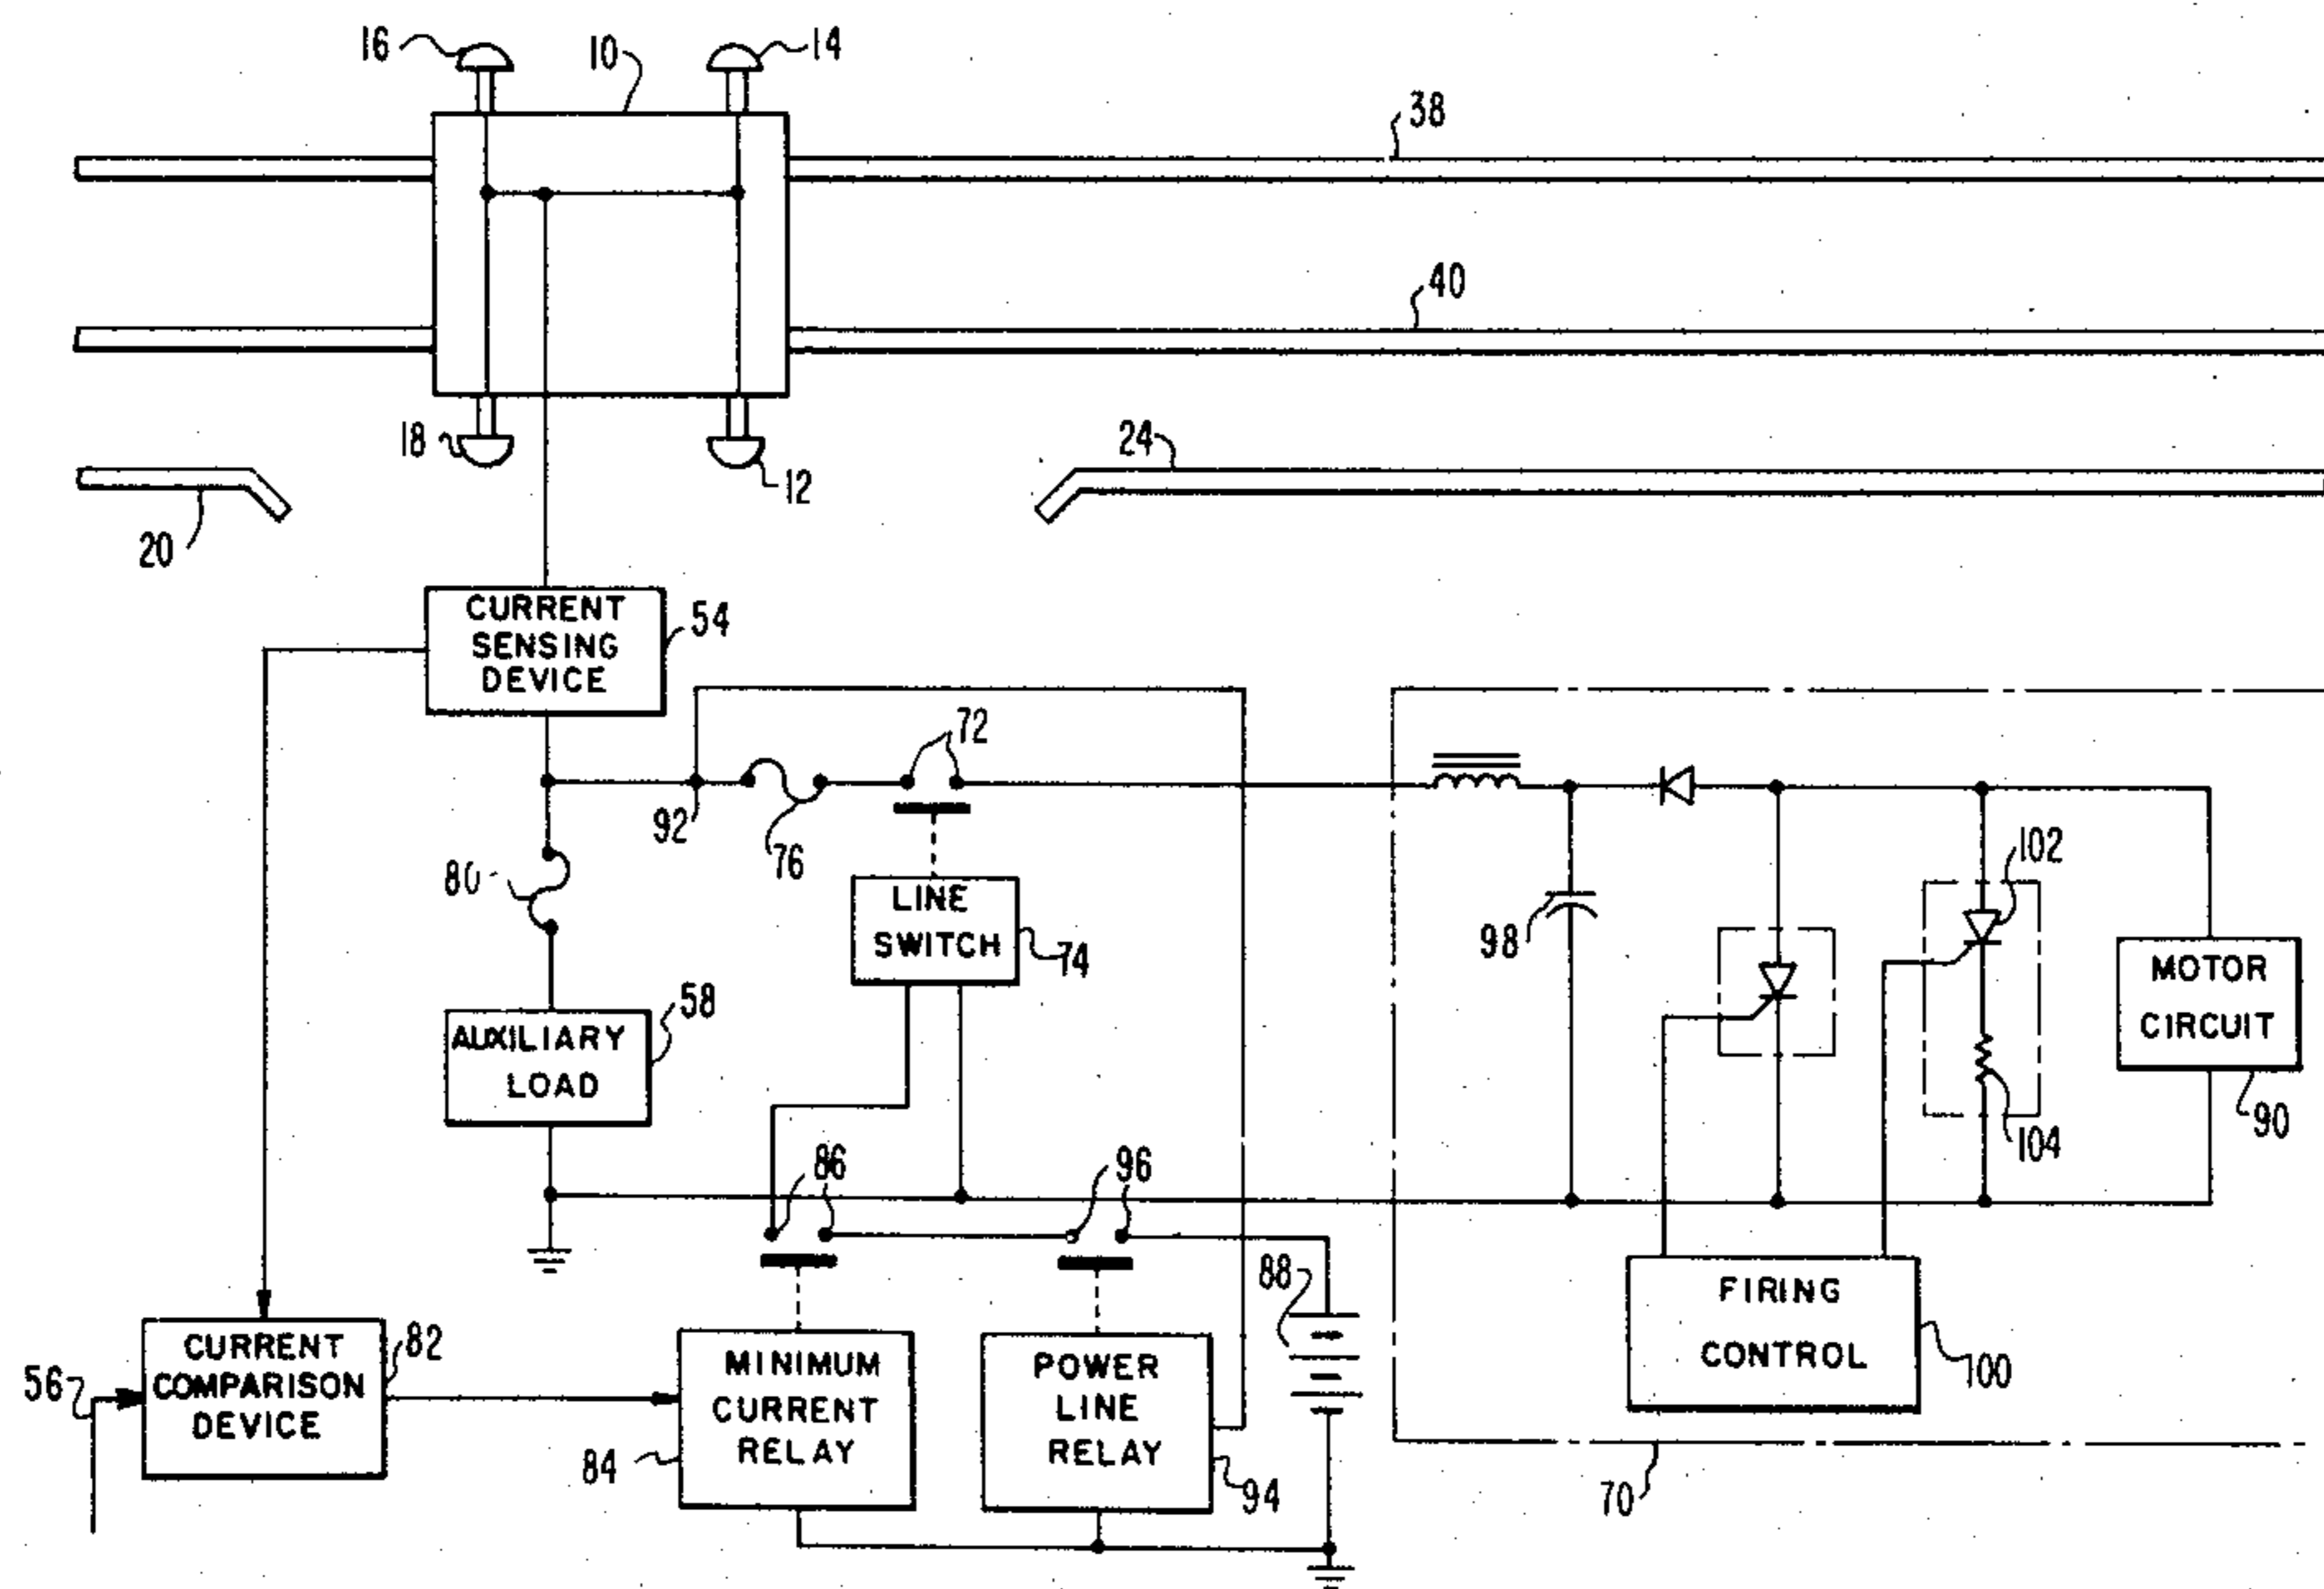 16
10
14
38
40
18
12
24
20
CURRENT
SENSING
DEVICE
54
72
92
76
80
LINE
SWITCH
74
98
102
MOTOR
CIRCUIT
90
104
AUXILIARY
LOAD
58
86
96
88
FIRING
CONTROL
100
70
56
CURRENT
COMPARISON
DEVICE
82
MINIMUM
CURRENT
RELAY
84
POWER
LINE
RELAY
94